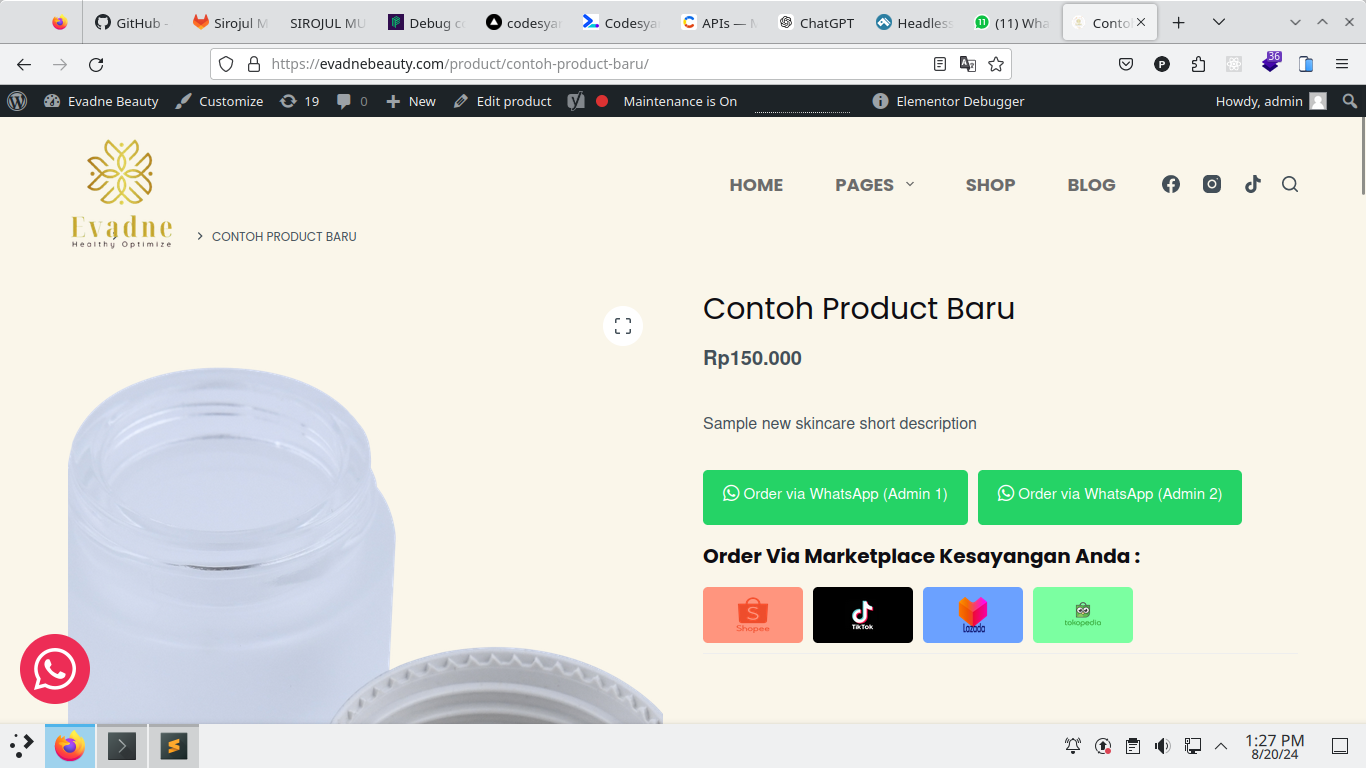 GitHub -
Sirojul M
SIROJUL MU
Debug co
codesya
Codesya
APIs — M
ChatGPT
Headless
(11) Wha
Conto
https://evadnebeauty.com/product/contoh-product-baru/
36
Evadne Beauty
Customize
19
0
New
Edit product
Maintenance is On
Elementor Debugger
Howdy, admin
Evadne
Healthy Optimize
HOME
PAGES
SHOP
BLOG
CONTOH PRODUCT BARU
Contoh Product Baru
Rp150.000
Sample new skincare short description
Order via WhatsApp (Admin 1)
Order via WhatsApp (Admin 2)
Order Via Marketplace Kesayangan Anda :
Shopee
TikTok
Lazada
tokopedia
1:27 PM
8/20/24